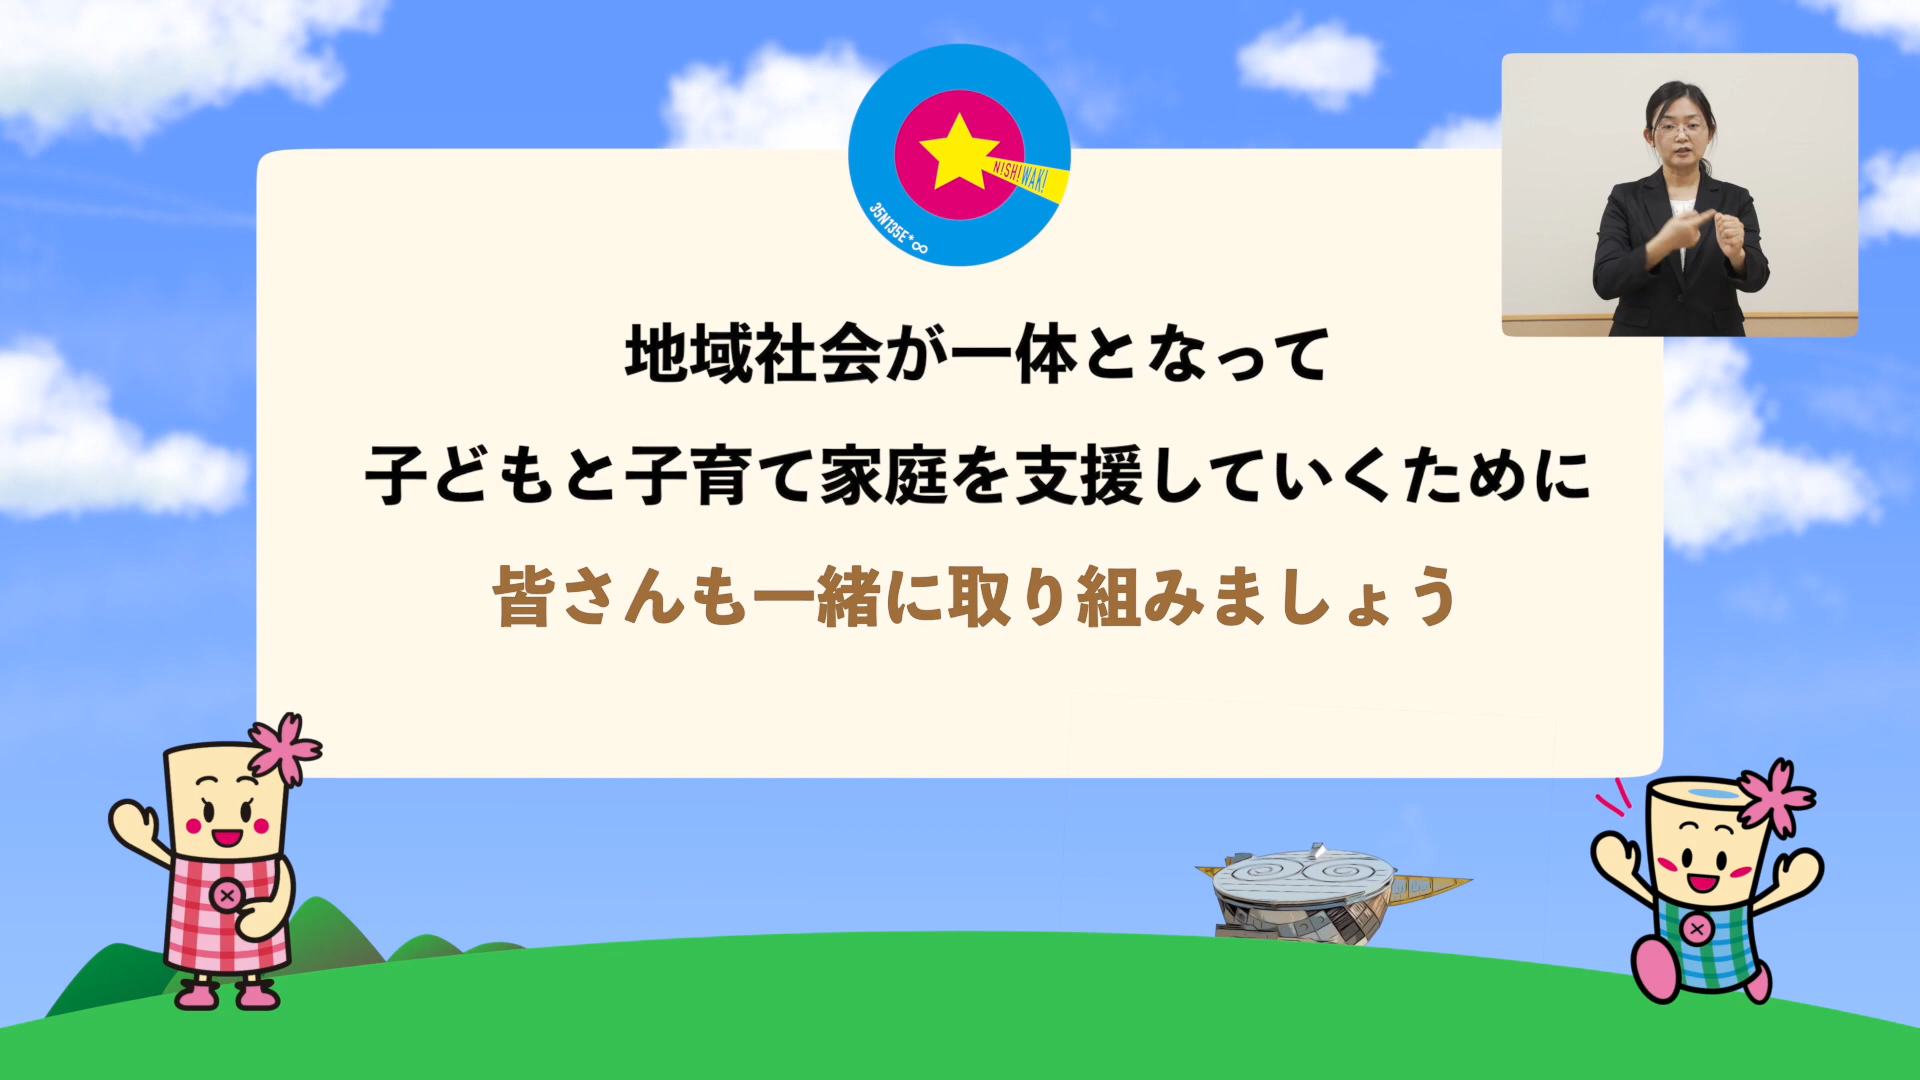 N!SH!WAK!
35N135E*∞
地域社会が一体となって
子どもと子育て家庭を支援していくために
皆さんも一緒に取り組みましょう